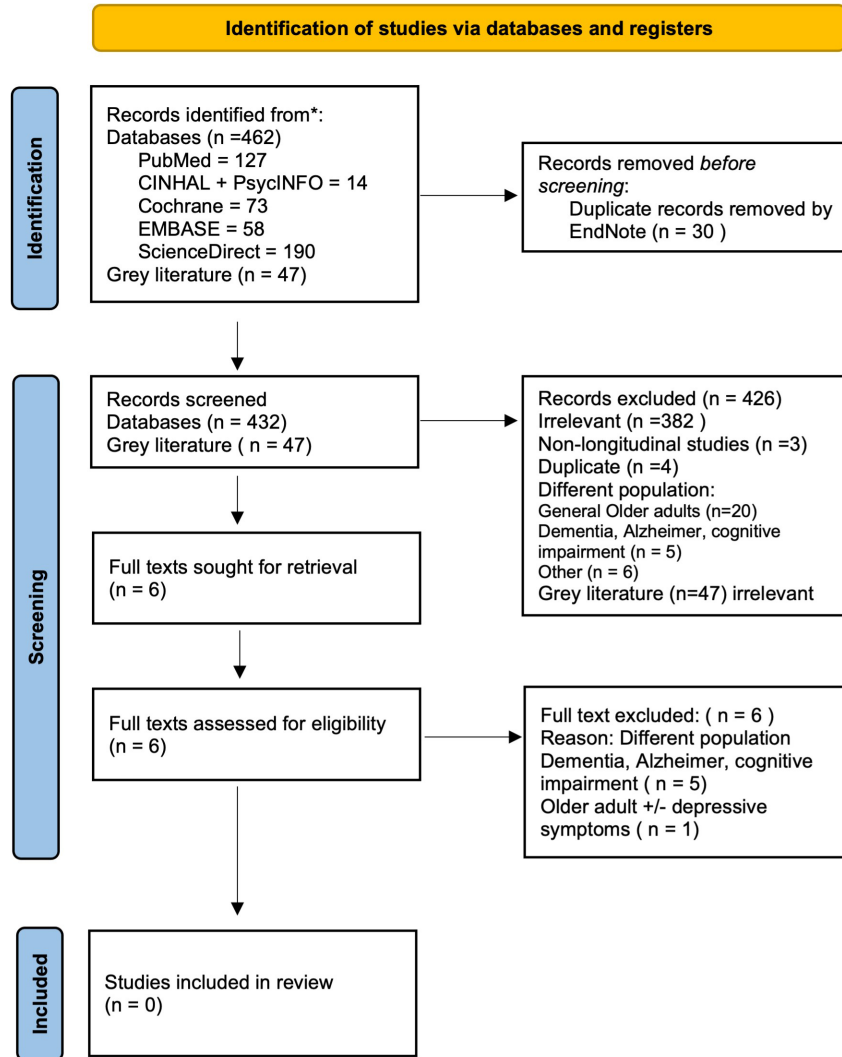 Identification of studies via databases and registers
Identification
Records identified from*:
Databases (n =462)
PubMed = 127
CINHAL + PsycINFO = 14
Cochrane = 73
EMBASE = 58
ScienceDirect = 190
Grey literature (n = 47)
Records removed before
screening:
Duplicate records removed by
EndNote (n = 30 )
Screening
Records screened
Databases (n = 432)
Grey literature ( n = 47)
Records excluded (n = 426)
Irrelevant (n =382 )
Non-longitudinal studies (n =3)
Duplicate (n =4)
Different population:
General Older adults (n=20)
Dementia, Alzheimer, cognitive
impairment (n = 5)
Other (n = 6)
Grey literature (n=47) irrelevant
Full texts sought for retrieval
(n = 6)
Full texts assessed for eligibility
(n = 6)
Full text excluded: ( n = 6 )
Reason: Different population
Dementia, Alzheimer, cognitive
impairment ( n = 5)
Older adult +/- depressive
symptoms ( n = 1)
Included
Studies included in review
(n = 0)